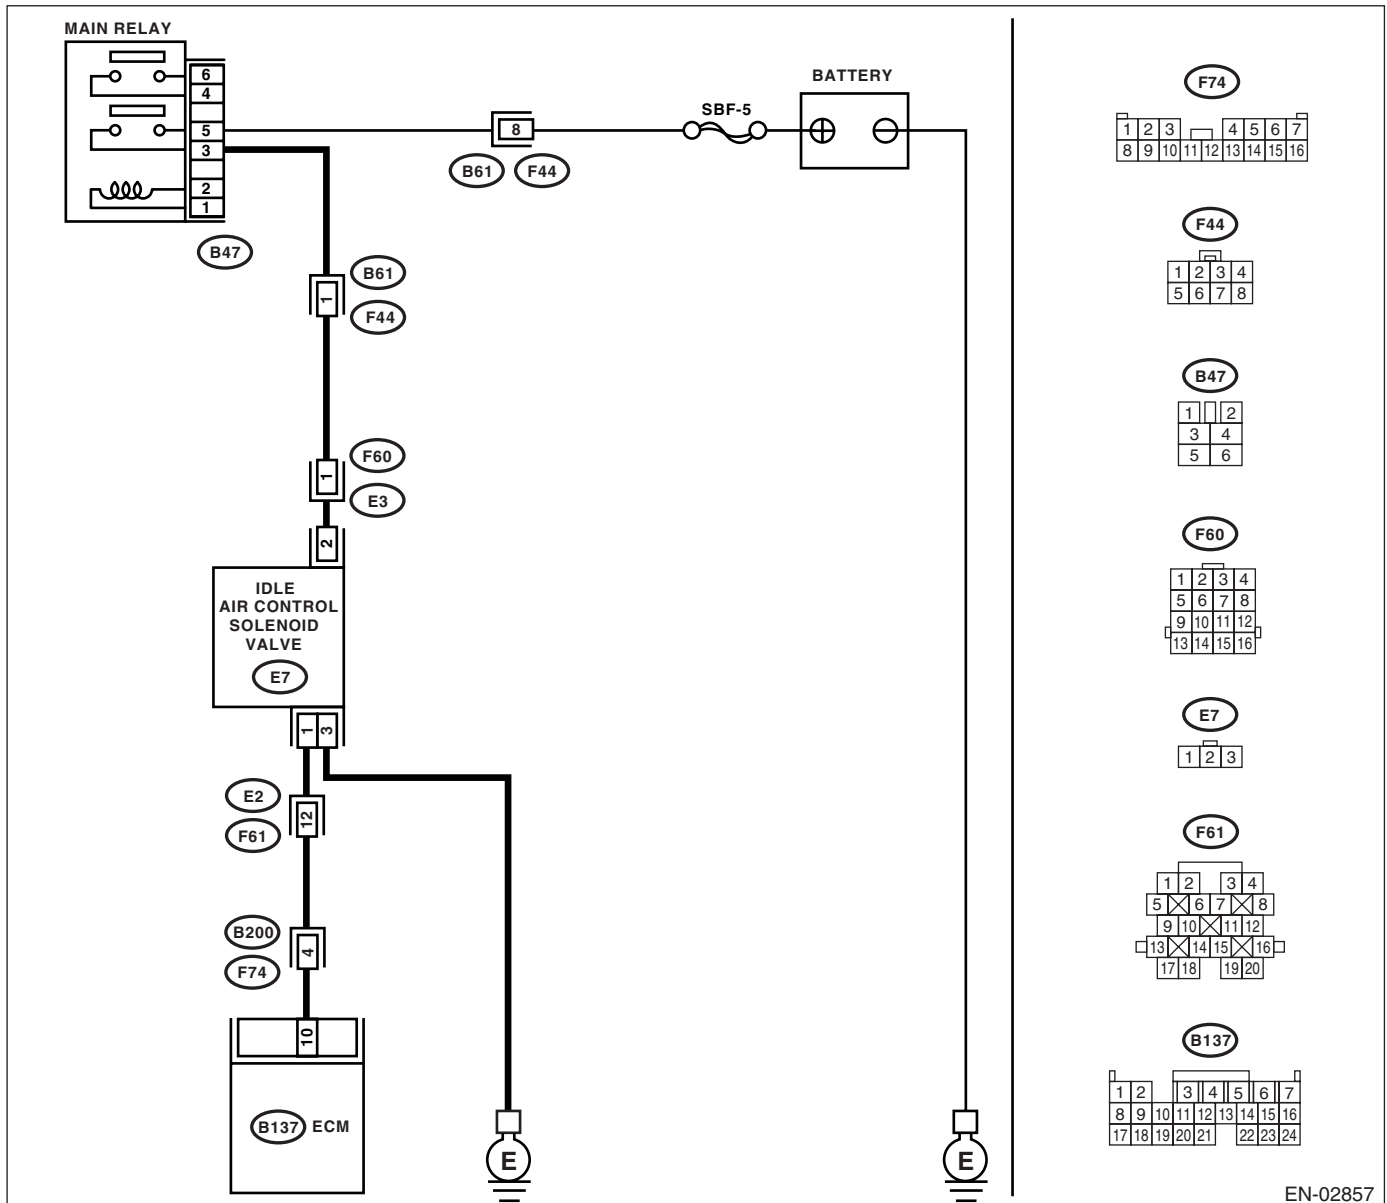 MAIN RELAY
6
4
5
3
2
1
B47
8
B61 F44
SBF-5
BATTERY
1
B61
F44
1
F60
E3
2
IDLE
AIR CONTROL
SOLENOID
VALVE
E7
1 3
E2
12
F61
B200
4
F74
10
B137 ECM
E
E
F74
1 2 3 4 5 6 7
8 9 10 11 12 13 14 15 16
F44
1 2 3 4
5 6 7 8
B47
1 2
3 4
5 6
F60
1 2 3 4
5 6 7 8
9 10 11 12
13 14 15 16
E7
1 2 3
F61
1 2 3 4
5 6 7 8
9 10 11 12
13 14 15 16
17 18 19 20
B137
1 2 3 4 5 6 7
8 9 10 11 12 13 14 15 16
17 18 19 20 21 22 23 24
EN-02857